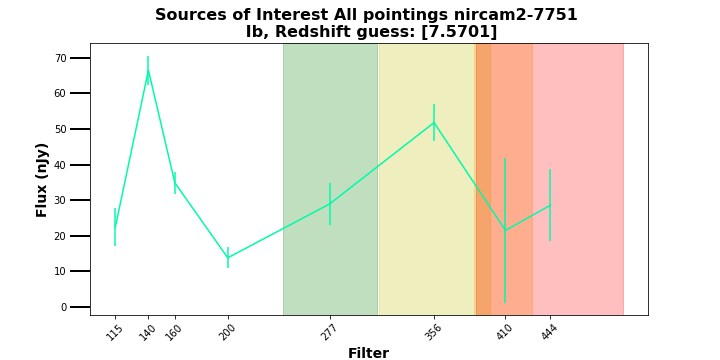 Sources of Interest All pointings nircam2-7751
Ib, Redshift guess: [7.5701]
Flux (nJy)
70
60
50
40
30
20
10
0
115 140 160 200 277 356 410 444
Filter